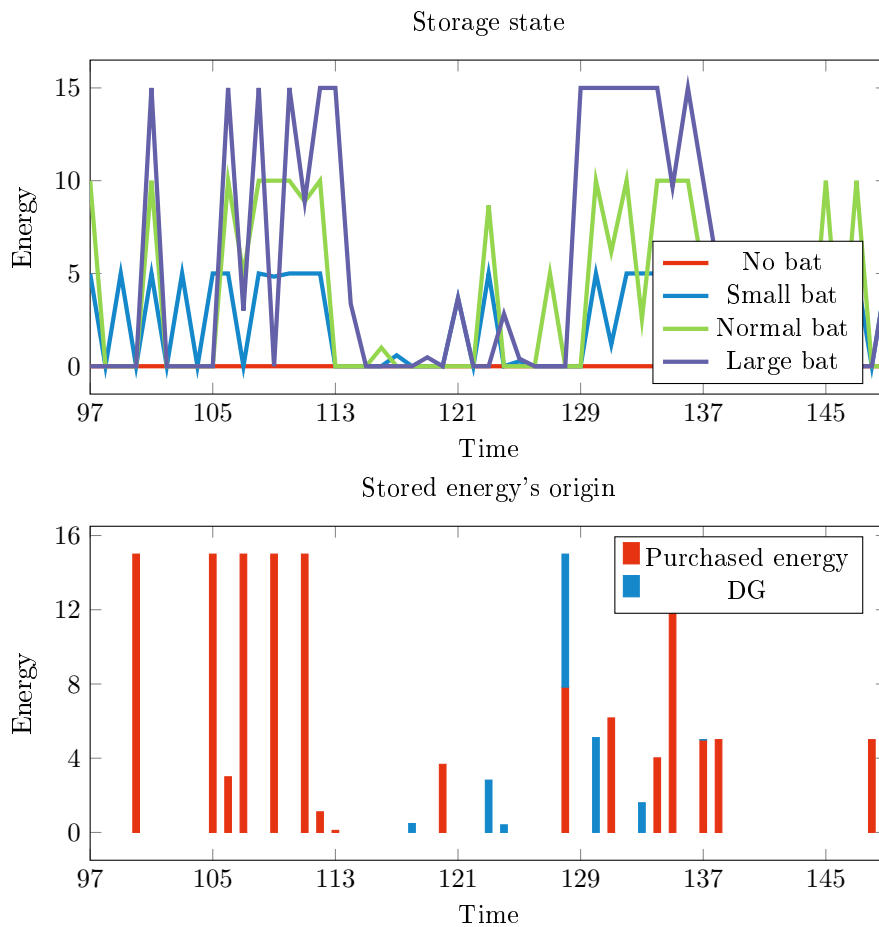 Storage state
15
10
5
0
Energy
No bat
Small bat
Normal bat
Large bat
97 105 113 121 129 137 145
Time
Stored energy's origin
16
12
8
4
0
Energy
Purchased energy
DG
97 105 113 121 129 137 145
Time